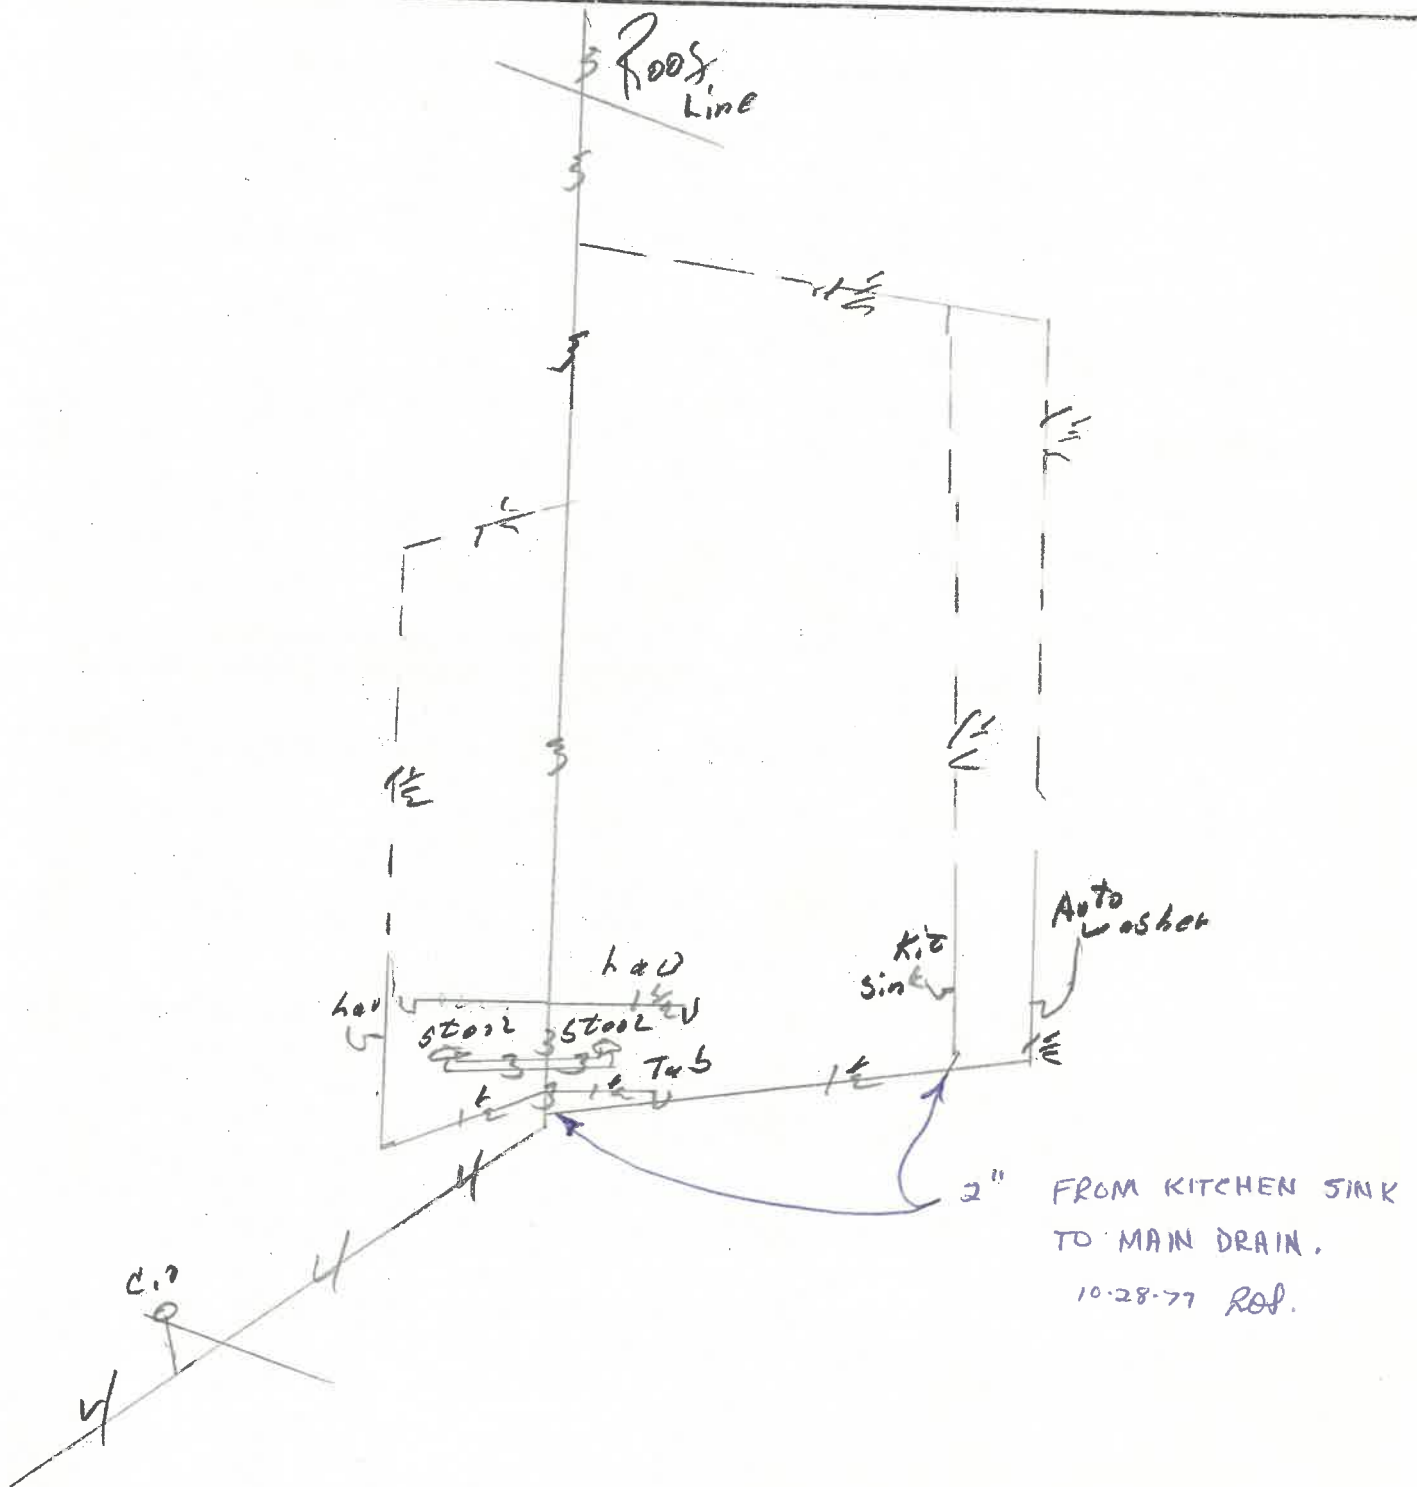 3
Roof
Line
3
1½
3
1½
1½
3
1½
1½
Auto
Washer
Kit
Sink
Lav
1½
Lav
Stool
3
Stool
3
3
1½
Tub
3
1½
1½
1½
4
2" FROM KITCHEN SINK
TO MAIN DRAIN.
10-28-77
4
C.O
4